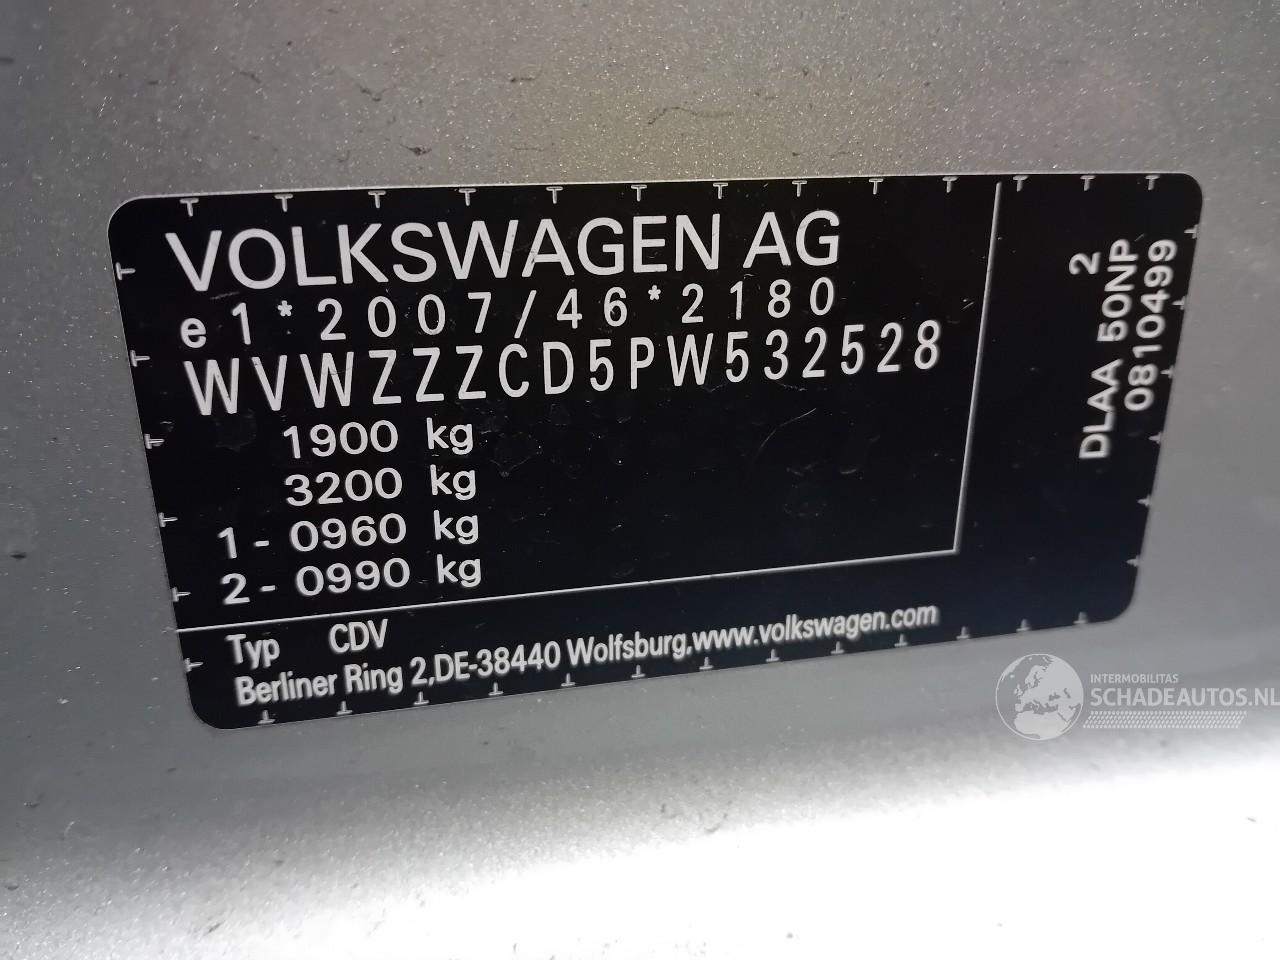 VOLKSWAGEN AG
e1*2007/46*2180
WVWZZZCD5PW532528
1900 kg
3200 kg
1- 0960 kg
2- 0990 kg
Typ CDV
Berliner Ring 2,DE-38440 Wolfsburg,www.volkswagen.com
2
DLAA 50NP
0810499
INTERMOBILITAS
SCHADEAUTOS.NL